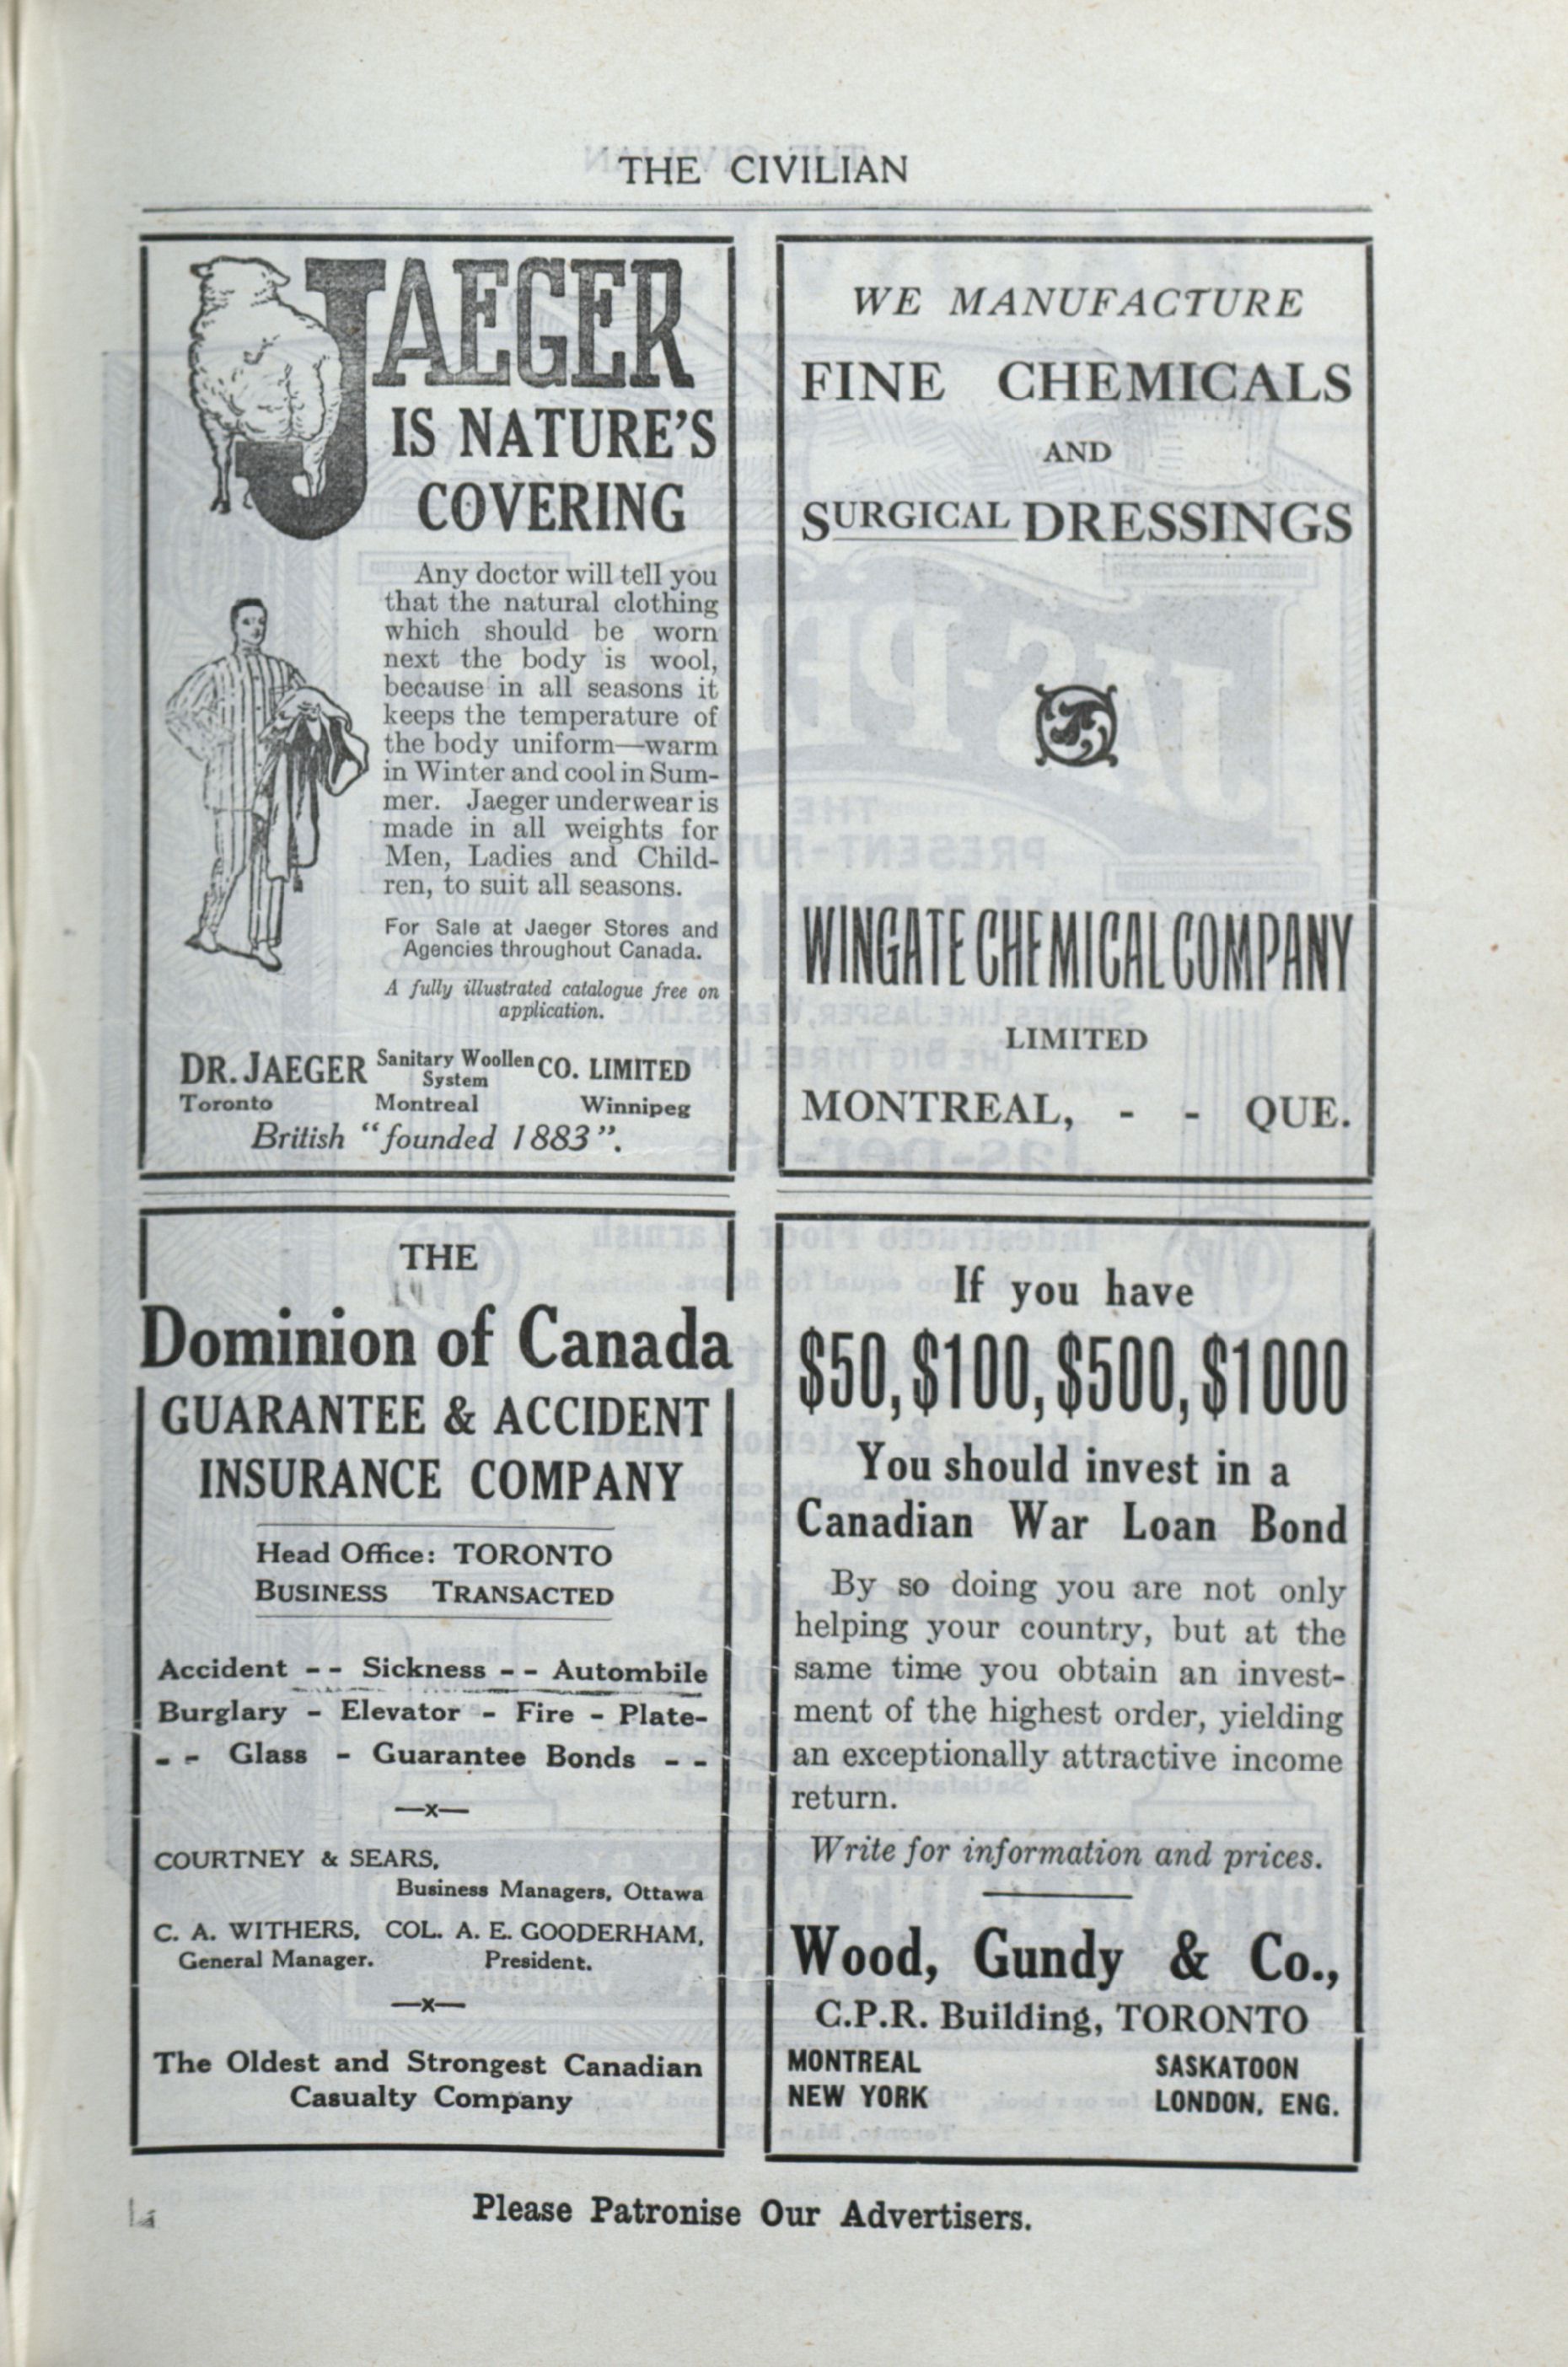 THE CIVILIAN
JAEGER
IS NATURE'S
COVERING
Any doctor will tell you
that the natural clothing
which should be worn
next the body is wool,
because in all seasons it
keeps the temperature of
the body uniform—warm
in Winter and cool in Sum-
mer. Jaeger underwear is
made in all weights for
Men, Ladies and Child-
ren, to suit all seasons.
For Sale at Jaeger Stores and
Agencies throughout Canada.
A fully illustrated catalogue free on
application.
DR. JAEGER Sanitary Woollen System CO. LIMITED
Toronto Montreal Winnipeg
British "founded 1883".
WE MANUFACTURE
FINE CHEMICALS
AND
SURGICAL DRESSINGS
WINGATE CHEMICAL COMPANY
LIMITED
MONTREAL, - - QUE.
THE
Dominion of Canada
GUARANTEE & ACCIDENT
INSURANCE COMPANY
Head Office: TORONTO
BUSINESS TRANSACTED
Accident - - Sickness - - Autombile
Burglary - Elevator - Fire - Plate-
- - Glass - Guarantee Bonds - -
—x—
COURTNEY & SEARS,
Business Managers, Ottawa
C. A. WITHERS, COL. A. E. GOODERHAM,
General Manager. President.
—x—
The Oldest and Strongest Canadian
Casualty Company
If you have
$50, $100, $500, $1000
You should invest in a
Canadian War Loan Bond
By so doing you are not only
helping your country, but at the
same time you obtain an invest-
ment of the highest order, yielding
an exceptionally attractive income
return.
Write for information and prices.
Wood, Gundy & Co.,
C.P.R. Building, TORONTO
MONTREAL SASKATOON
NEW YORK LONDON, ENG.
Please Patronise Our Advertisers.